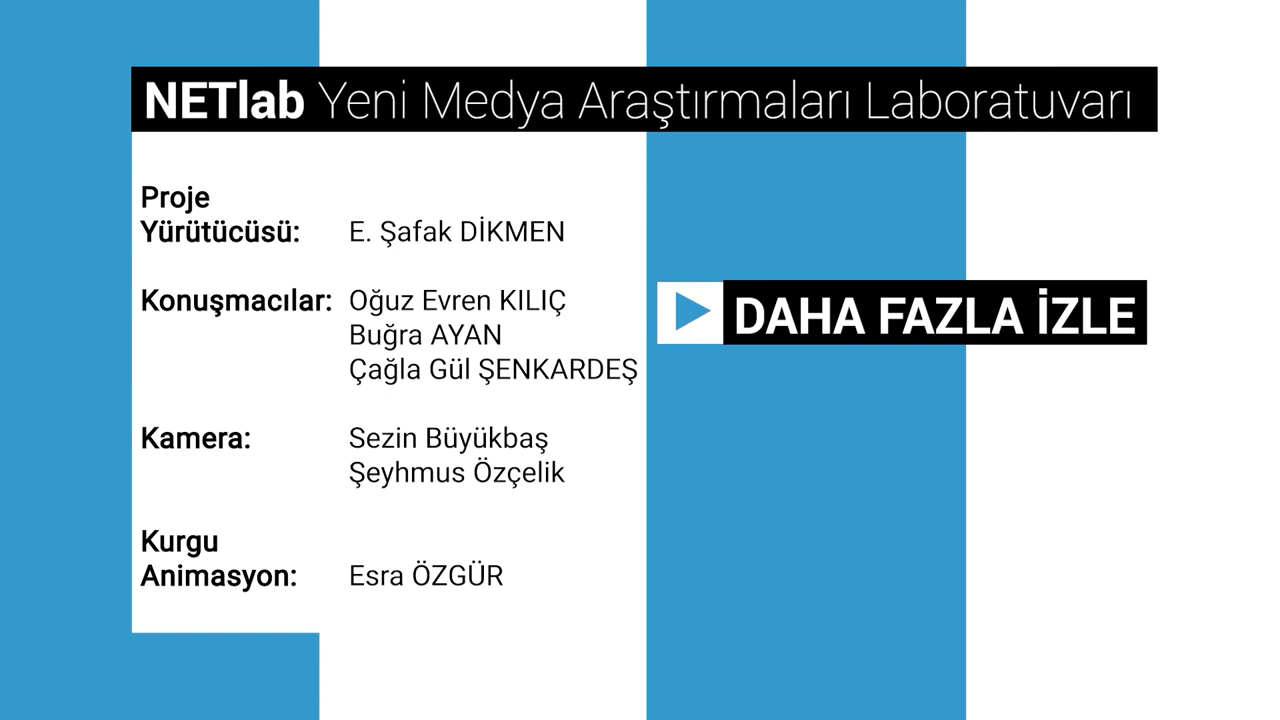 NETlab Yeni Medya Araştırmaları Laboratuvarı
Proje
Yürütücüsü: E. Şafak DİKMEN
Konuşmacılar: Oğuz Evren KILIÇ
Buğra AYAN
Çağla Gül ŞENKARDEŞ
Kamera: Sezin Büyükbaş
Şeyhmus Özçelik
Kurgu
Animasyon: Esra ÖZGÜR
DAHA FAZLA İZLE